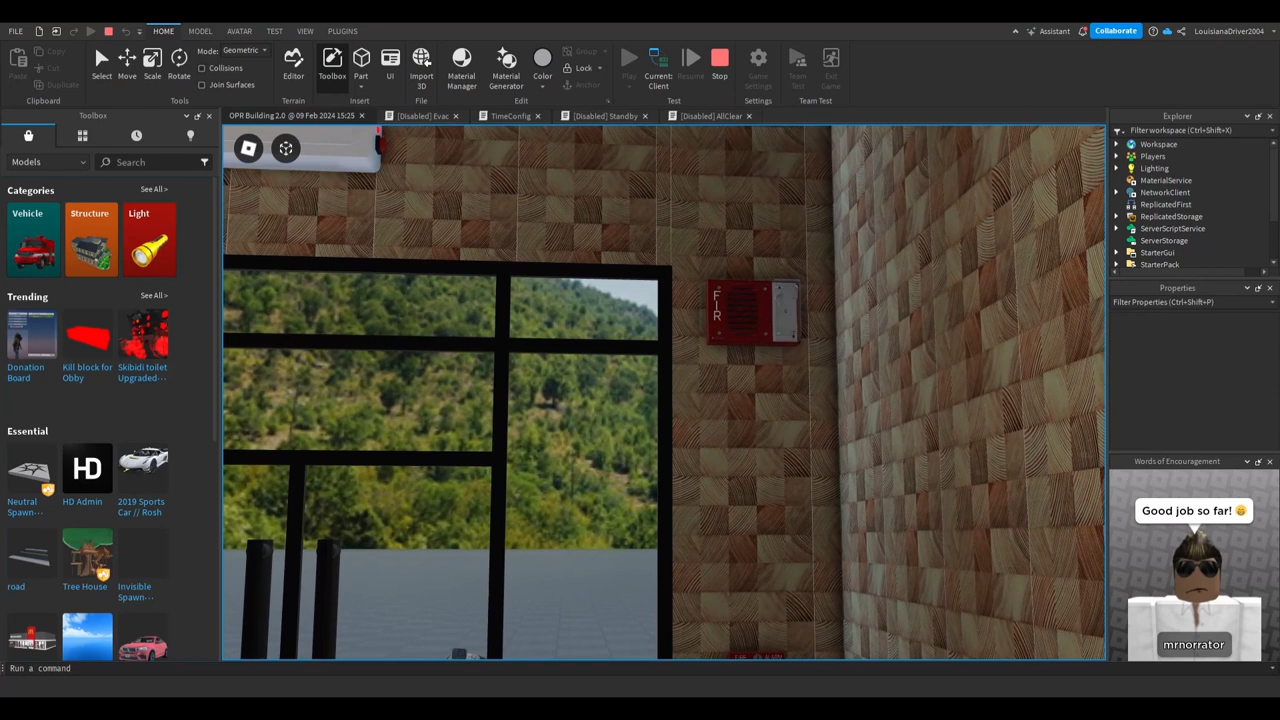 FILE HOME MODEL AVATAR TEST VIEW PLUGINS Assistant Collaborate LouisianaDriver2004
Paste Copy Cut Duplicate Select Move Scale Rotate Mode: Geometric Collisions Join Surfaces Editor Toolbox Part UI Import 3D Material Manager Material Generator Color Group Lock Anchor Play Current: Client Resume Stop Game Settings Team Test Exit Game
Clipboard Tools Terrain Insert File Edit Test Settings Team Test
Toolbox
OPR Building 2.0 @ 09 Feb 2024 15:25 [Disabled] Evac TimeConfig [Disabled] Standby [Disabled] AllClear
Models Search
Categories See All >
Vehicle Structure Light
Trending See All >
Donation Board
Kill block for Obby
Skibidi toilet Upgraded···
Essential See All >
HD
Neutral Spawn···
HD Admin
2019 Sports Car // Rosh
road
Tree House
Invisible Spawn···
FIR
Explorer
Filter workspace (Ctrl+Shift+X)
Workspace
Players
Lighting
MaterialService
NetworkClient
ReplicatedFirst
ReplicatedStorage
ServerScriptService
ServerStorage
StarterGui
StarterPack
Properties
Filter Properties (Ctrl+Shift+P)
Words of Encouragement
Good job so far! 😄
mrnorrator
Run a command